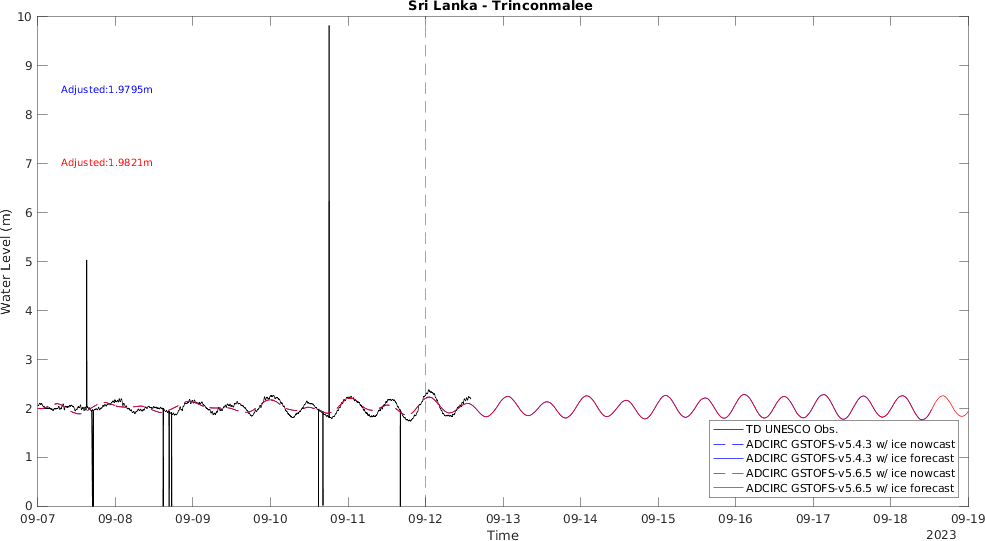 Sri Lanka - Trinconmalee
10
9
8
7
6
5
4
3
2
1
0
Water Level (m)
Adjusted:1.9795m
Adjusted:1.9821m
TD UNESCO Obs.
ADCIRC GSTOFS-v5.4.3 w/ ice nowcast
ADCIRC GSTOFS-v5.4.3 w/ ice forecast
ADCIRC GSTOFS-v5.6.5 w/ ice nowcast
ADCIRC GSTOFS-v5.6.5 w/ ice forecast
09-07 09-08 09-09 09-10 09-11 09-12 09-13 09-14 09-15 09-16 09-17 09-18 09-19
Time
2023